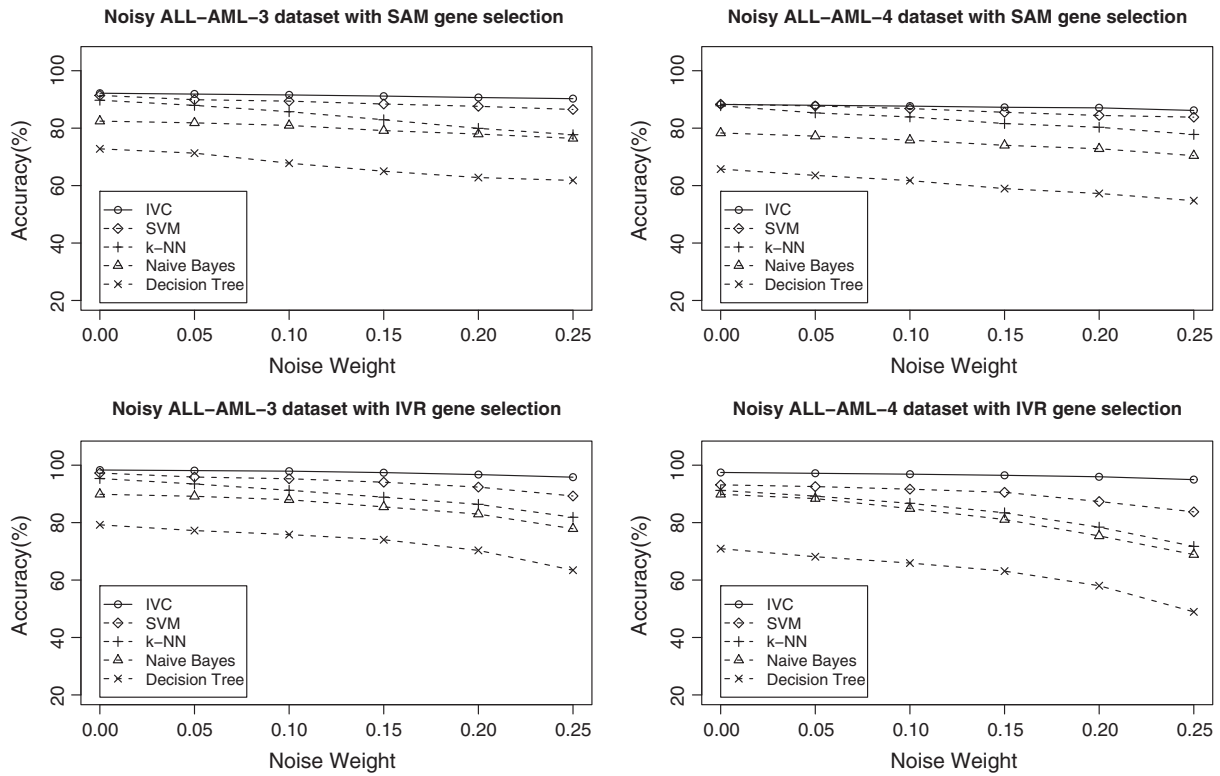 Noisy ALL−AML−3 dataset with SAM gene selection
Accuracy(%)
100
80
60
40
20
IVC
SVM
k−NN
Naive Bayes
Decision Tree
0.00 0.05 0.10 0.15 0.20 0.25
Noise Weight
Noisy ALL−AML−4 dataset with SAM gene selection
Accuracy(%)
100
80
60
40
20
IVC
SVM
k−NN
Naive Bayes
Decision Tree
0.00 0.05 0.10 0.15 0.20 0.25
Noise Weight
Noisy ALL−AML−3 dataset with IVR gene selection
Accuracy(%)
100
80
60
40
20
IVC
SVM
k−NN
Naive Bayes
Decision Tree
0.00 0.05 0.10 0.15 0.20 0.25
Noise Weight
Noisy ALL−AML−4 dataset with IVR gene selection
Accuracy(%)
100
80
60
40
20
IVC
SVM
k−NN
Naive Bayes
Decision Tree
0.00 0.05 0.10 0.15 0.20 0.25
Noise Weight